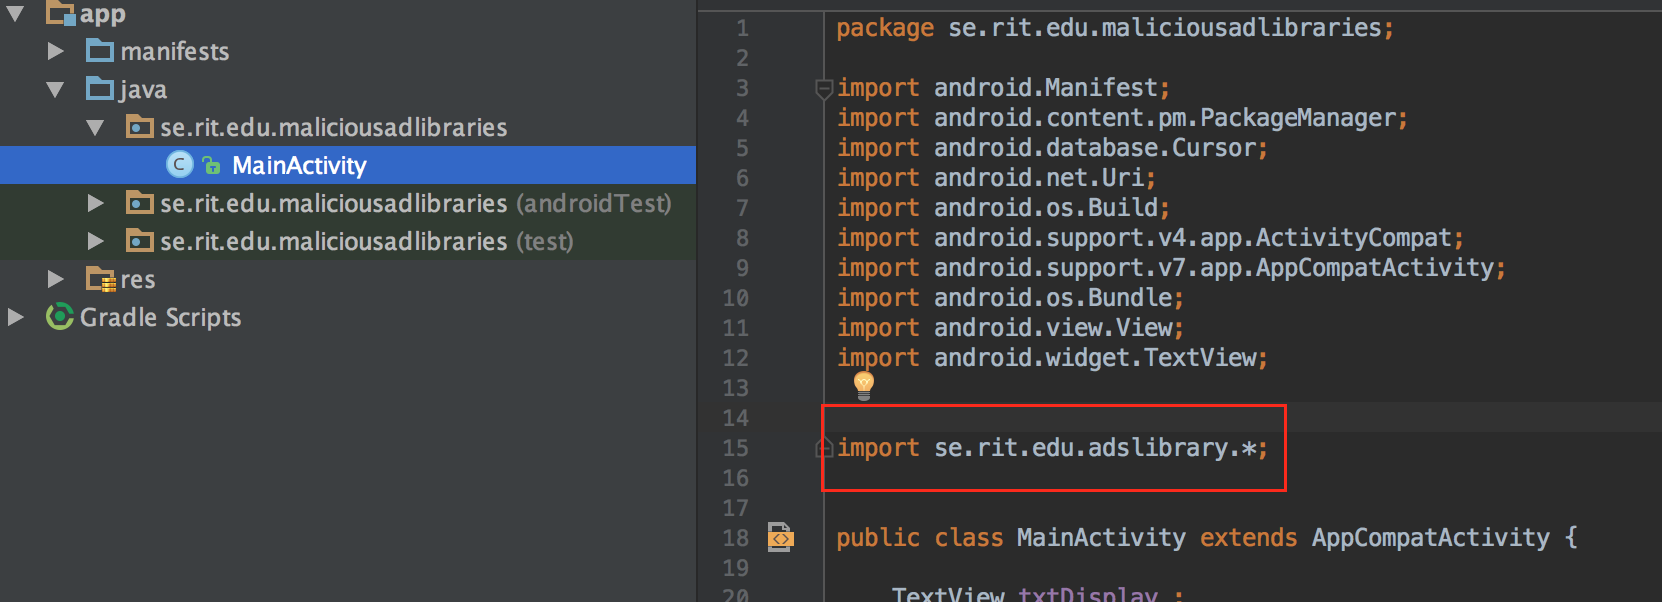 app
manifests
java
se.rit.edu.maliciousadlibraries
C MainActivity
se.rit.edu.maliciousadlibraries (androidTest)
se.rit.edu.maliciousadlibraries (test)
res
Gradle Scripts
1 package se.rit.edu.maliciousadlibraries;
2
3 import android.Manifest;
4 import android.content.pm.PackageManager;
5 import android.database.Cursor;
6 import android.net.Uri;
7 import android.os.Build;
8 import android.support.v4.app.ActivityCompat;
9 import android.support.v7.app.AppCompatActivity;
10 import android.os.Bundle;
11 import android.view.View;
12 import android.widget.TextView;
13
14
15 import se.rit.edu.adslibrary.*;
16
17
18 public class MainActivity extends AppCompatActivity {
19
20 TextView txtDisplay ;